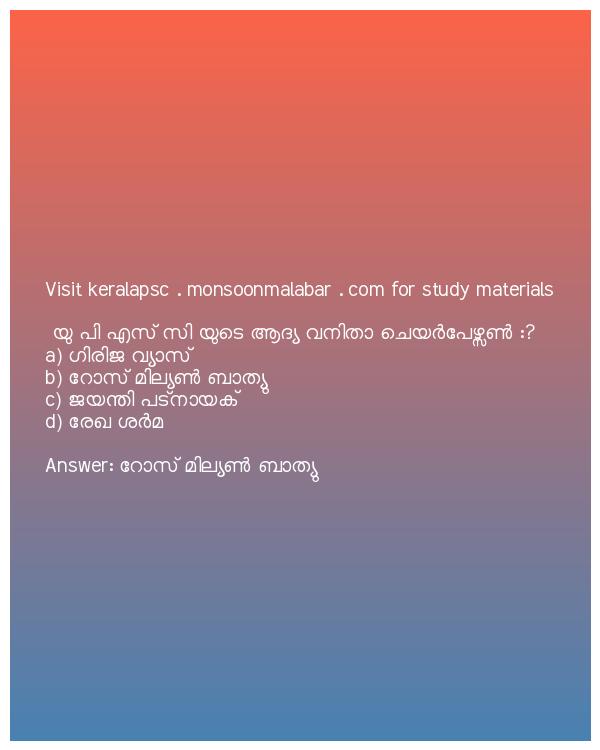 Visit keralapsc . monsoonmalabar . com for study materials
യു പി എസ് സി യുടെ ആദ്യ വനിതാ ചെയർപേഴ്സൺ :?
a) ഗിരിജ വ്യാസ്
b) റോസ് മില്യൺ ബാത്യു
c) ജയന്തി പട്നായക്
d) രേഖ ശർമ
Answer: റോസ് മില്യൺ ബാത്യു